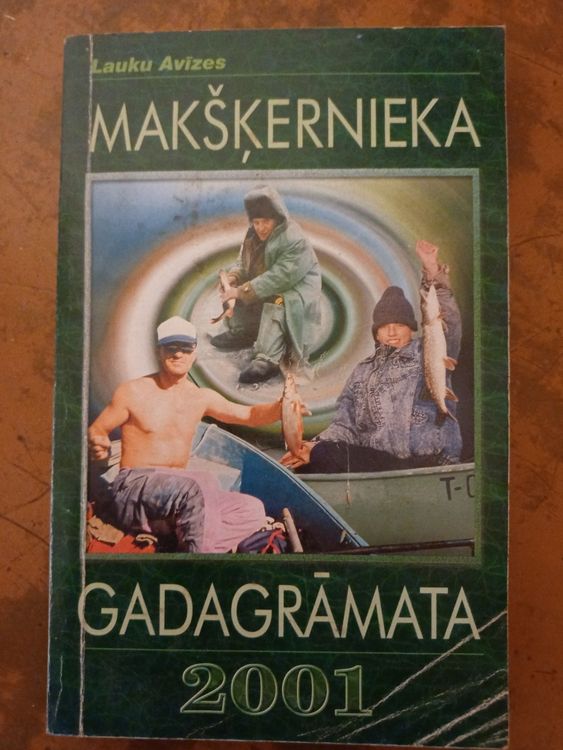 Lauku Avīzes
MAKŠĶERNIEKA
T-
GADAGRĀMATA
2001